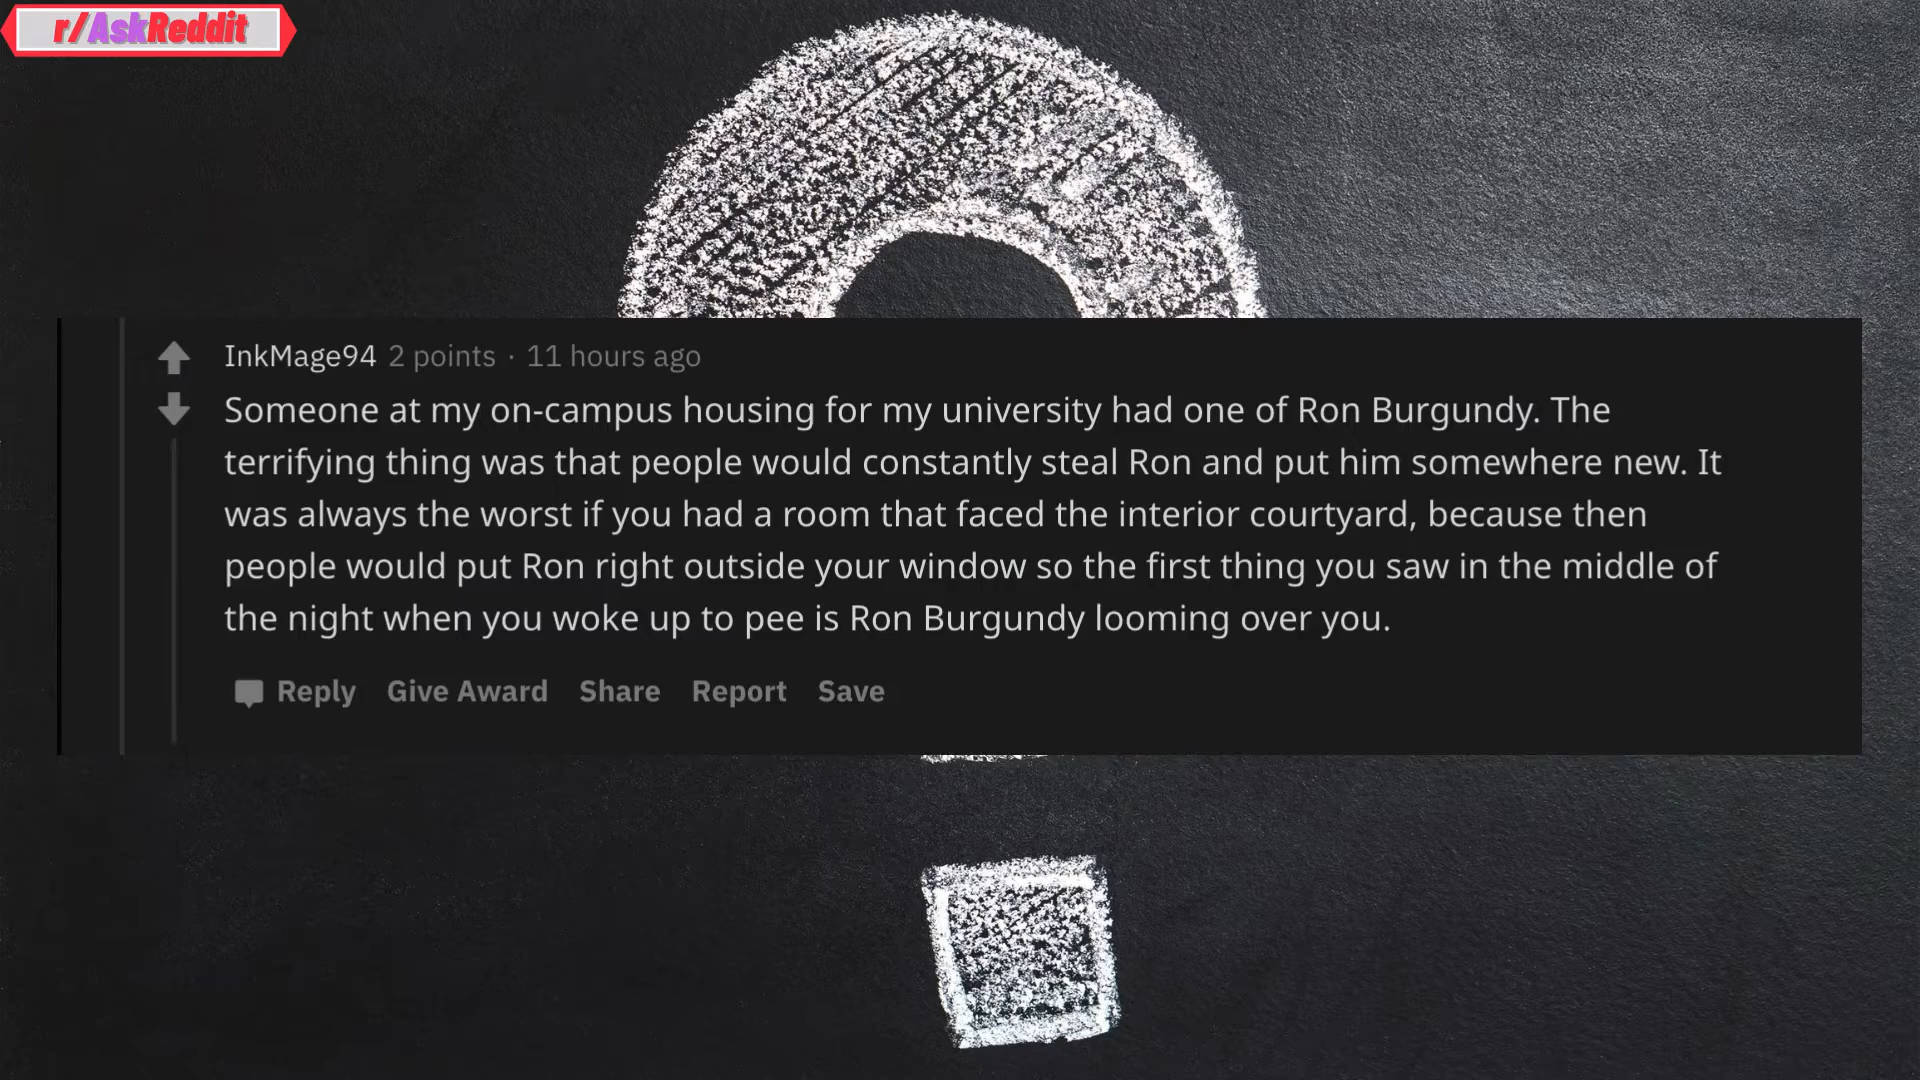 r/AskReddit
InkMage94 2 points · 11 hours ago
Someone at my on-campus housing for my university had one of Ron Burgundy. The
terrifying thing was that people would constantly steal Ron and put him somewhere new. It
was always the worst if you had a room that faced the interior courtyard, because then
people would put Ron right outside your window so the first thing you saw in the middle of
the night when you woke up to pee is Ron Burgundy looming over you.
Reply Give Award Share Report Save